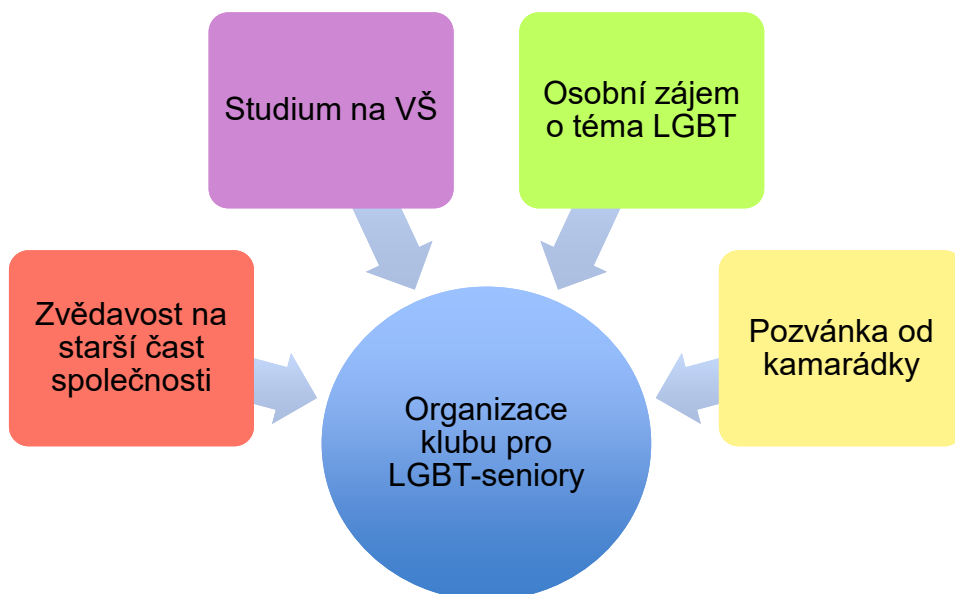 Studium na VŠ
Osobní zájem
o téma LGBT
Zvědavost na
starší čast
společnosti
Pozvánka od
kamarádky
Organizace
klubu pro
LGBT-seniory